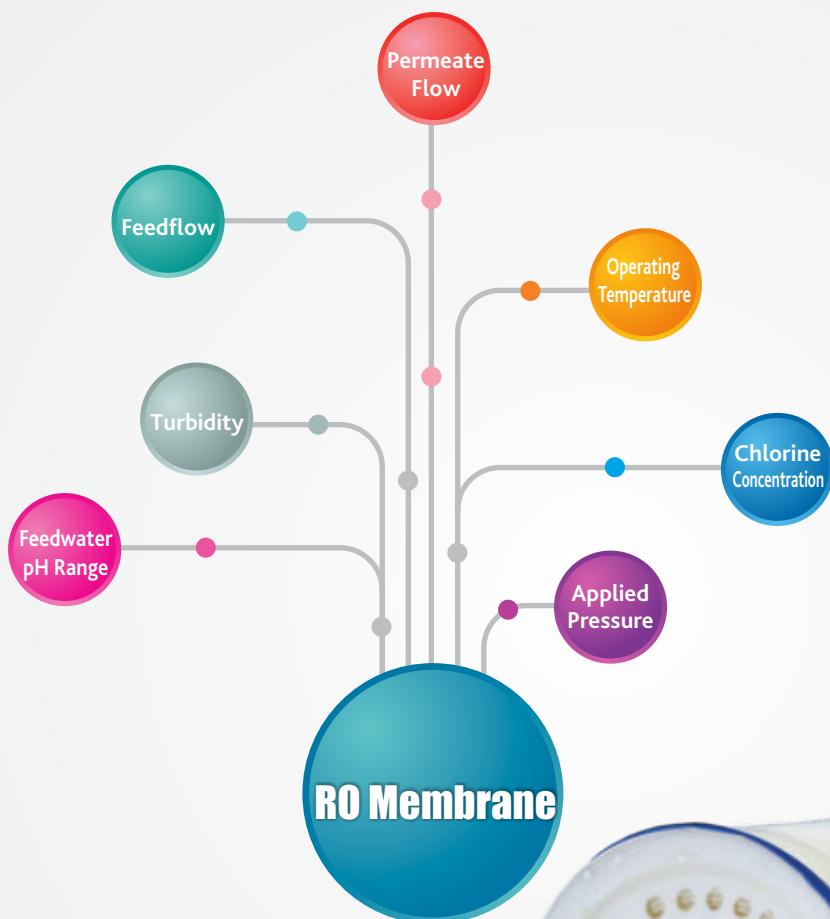 Permeate
Flow
Feedflow
Operating
Temperature
Turbidity
Chlorine
Concentration
Feedwater
pH Range
Applied
Pressure
RO Membrane